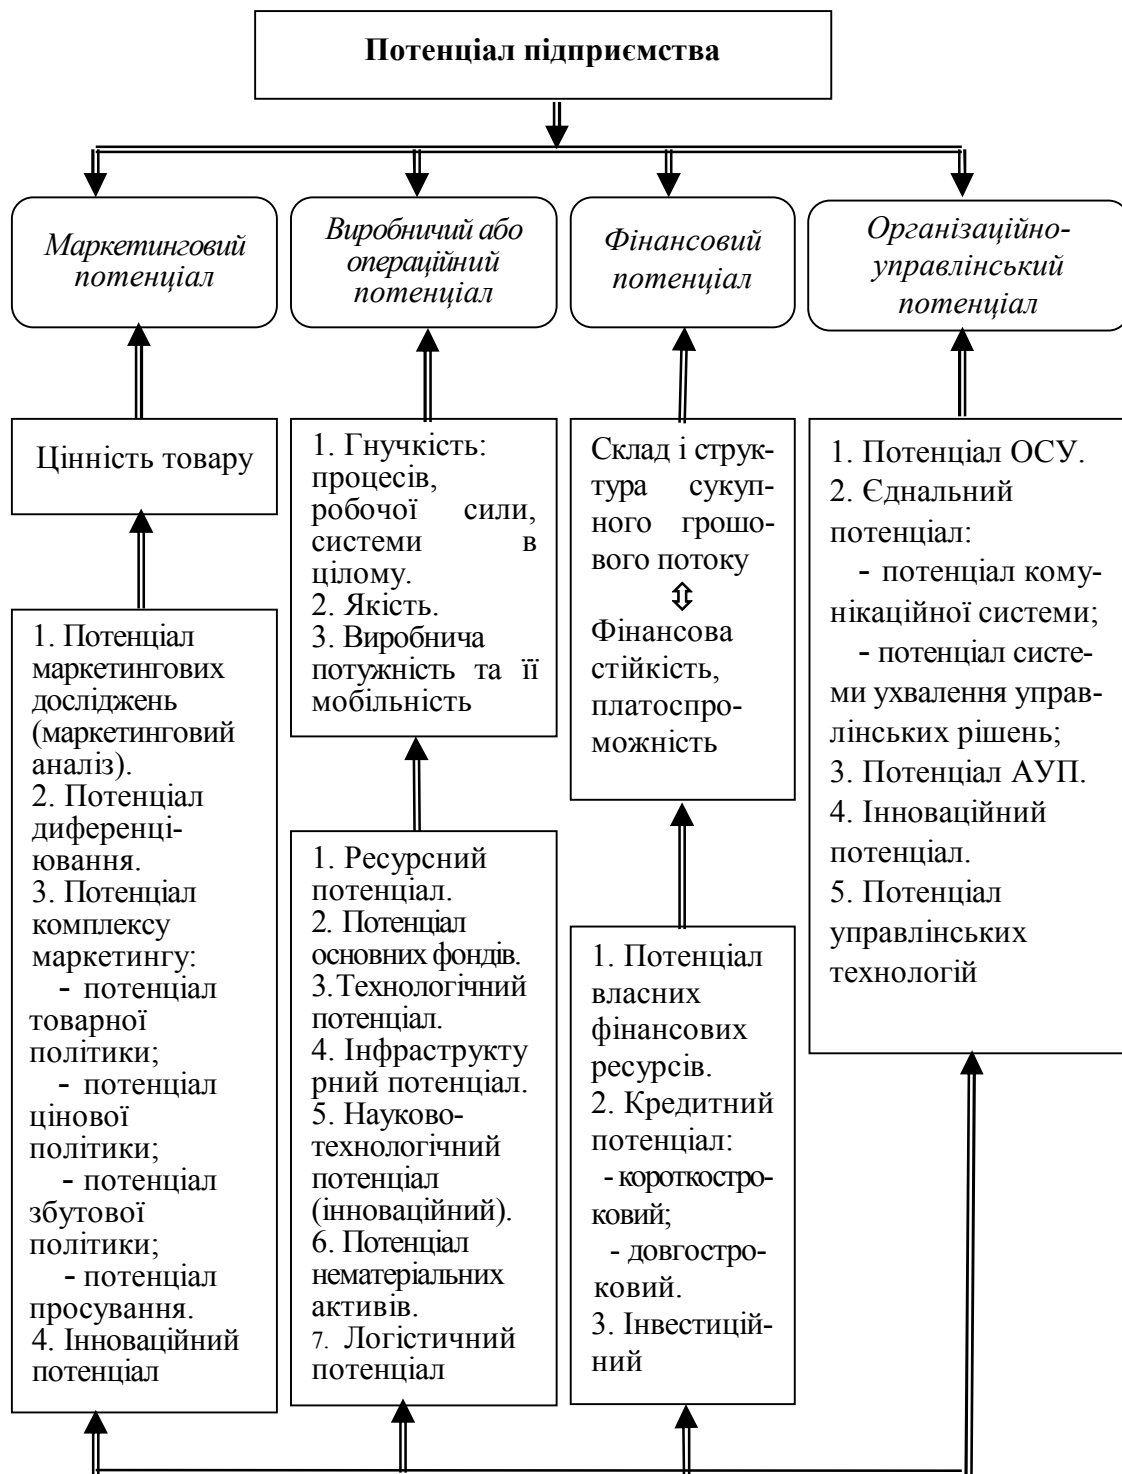 Потенціал підприємства
Маркетинговий
потенціал
Виробничий або
операційний
потенціал
Фінансовий
потенціал
Організаційно-
управлінський
потенціал
Цінність товару
1. Потенціал
маркетингових
досліджень
(маркетинговий
аналіз).
2. Потенціал
диференці-
ювання.
3. Потенціал
комплексу
маркетингу:
- потенціал
товарної
політики;
- потенціал
цінової
політики;
- потенціал
збутової
політики;
- потенціал
просування.
4. Інноваційний
потенціал
1. Гнучкість:
процесів,
робочої сили,
системи в
цілому.
2. Якість.
3. Виробнича
потужність та її
мобільність
1. Ресурсний
потенціал.
2. Потенціал
основних фондів.
3. Технологічний
потенціал.
4. Інфраструкту
рний потенціал.
5. Науково-
технологічний
потенціал
(інноваційний).
6. Потенціал
нематеріальних
активів.
7. Логістичний
потенціал
Склад і струк-
тура сукуп-
ного грошо-
вого потоку
⇕
Фінансова
стійкість,
платоспро-
можність
1. Потенціал
власних
фінансових
ресурсів.
2. Кредитний
потенціал:
- короткостро-
ковий;
- довгостро-
ковий.
3. Інвестицій-
ний
1. Потенціал ОСУ.
2. Єднальний
потенціал:
- потенціал кому-
нікаційної системи;
- потенціал систе-
ми ухвалення управ-
лінських рішень;
3. Потенціал АУП.
4. Інноваційний
потенціал.
5. Потенціал
управлінських
технологій